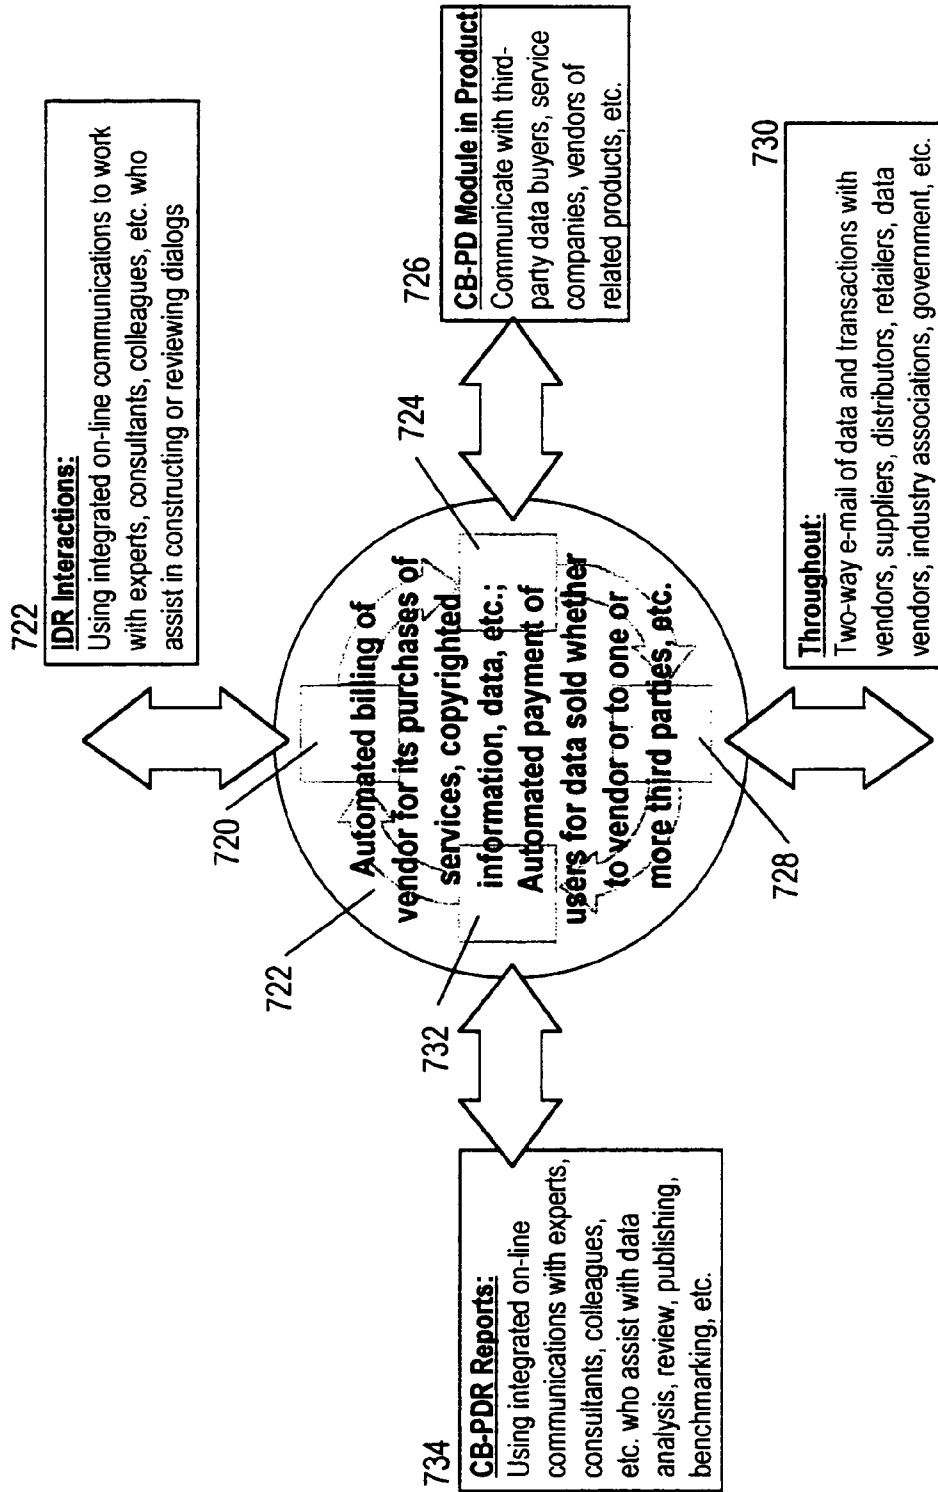 722
IDR Interactions:
Using integrated on-line communications to work
with experts, consultants, colleagues, etc. who
assist in constructing or reviewing dialogs
720
722
Automated billing of
vendor for its purchases of
services, copyrighted
information, data, etc.;
Automated payment of
users for data sold whether
to vendor or to one or
more third parties, etc.
724
726
CB-PD Module in Product:
Communicate with third-
party data buyers, service
companies, vendors of
related products, etc.
732
734
CB-PDR Reports:
Using integrated on-line
communications with experts,
consultants, colleagues,
etc. who assist with data
analysis, review, publishing,
benchmarking, etc.
728
730
Throughout:
Two-way e-mail of data and transactions with
vendors, suppliers, distributors, retailers, data
vendors, industry associations, government, etc.